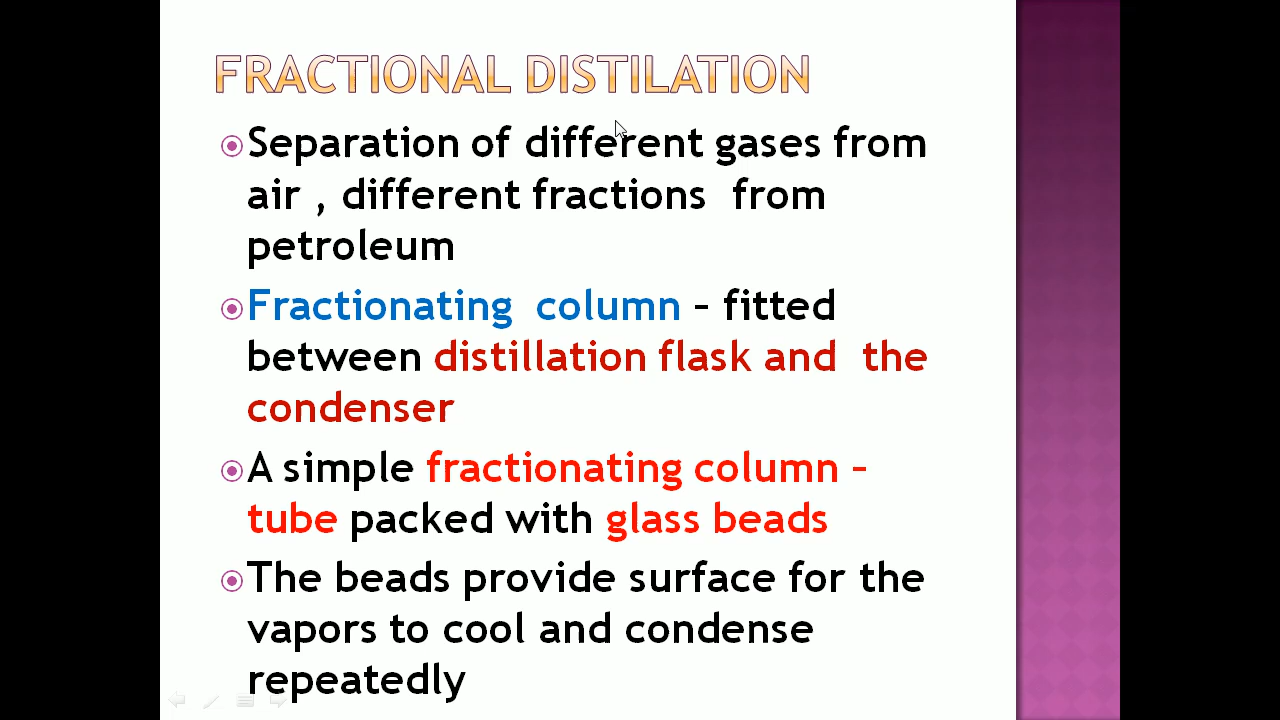 FRACTIONAL DISTILATION
Separation of different gases from
air , different fractions from
petroleum
Fractionating column – fitted
between distillation flask and the
condenser
A simple fractionating column –
tube packed with glass beads
The beads provide surface for the
vapors to cool and condense
repeatedly